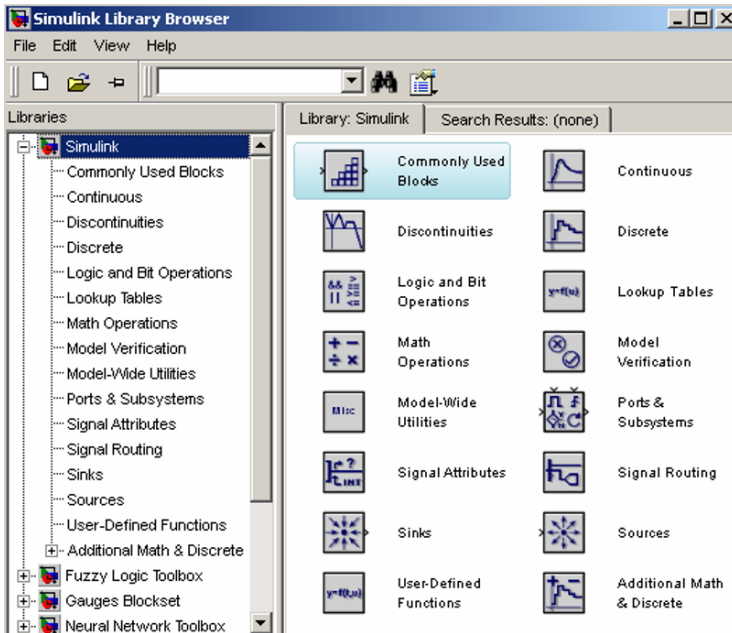 Simulink Library Browser
File Edit View Help
Libraries
Simulink
Commonly Used Blocks
Continuous
Discontinuities
Discrete
Logic and Bit Operations
Lookup Tables
Math Operations
Model Verification
Model-Wide Utilities
Ports & Subsystems
Signal Attributes
Signal Routing
Sinks
Sources
User-Defined Functions
Additional Math & Discrete
Fuzzy Logic Toolbox
Gauges Blockset
Neural Network Toolbox
Library: Simulink Search Results: (none)
Commonly Used
Blocks
Continuous
Discontinuities
Discrete
&& >
|| >=
<=
Logic and Bit
Operations
y=f(u)
Lookup Tables
+ −
÷ ×
Math
Operations
Model
Verification
Misc
Model-Wide
Utilities
Ports &
Subsystems
?
INT
Signal Attributes
Signal Routing
Sinks
Sources
y=f(t,u)
User-Defined
Functions
Additional Math
& Discrete